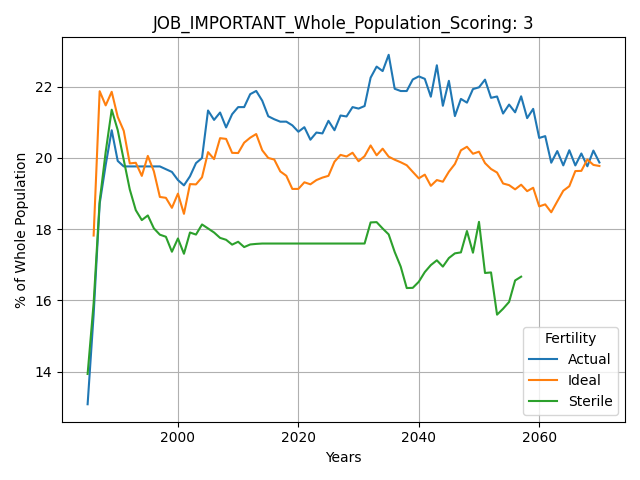 JOB_IMPORTANT_Whole_Population_Scoring: 3
% of Whole Population
22
20
18
16
14
2000 2020 2040 2060
Years
Fertility
Actual
Ideal
Sterile